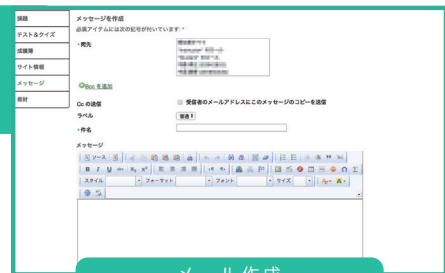 課題
テスト＆クイズ
成績簿
サイト情報
メッセージ
教材
メッセージを作成
必須アイテムには次の記号が付いています: *
*宛先
Bcc を追加
Cc の送信
受信者のメールアドレスにこのメッセージのコピーを送信
ラベル
普通
*件名
メッセージ
ソース
B I U abc x₂ x²
スタイル
フォーマット
フォント
サイズ
メール作成